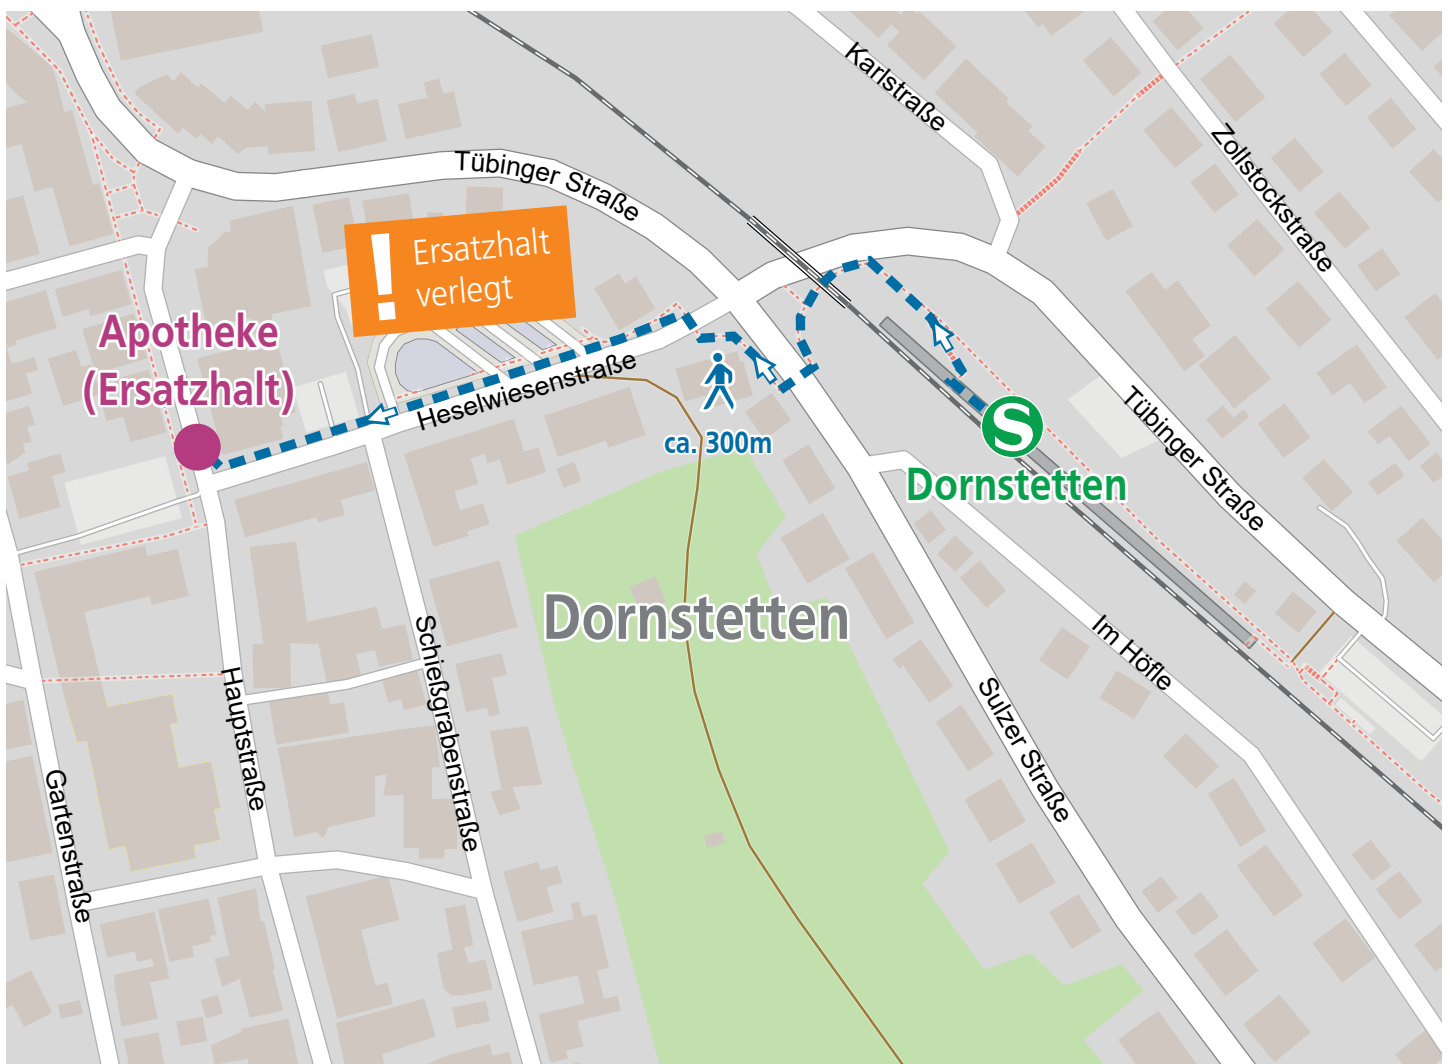 Karlstraße
Zollstockstraße
Tübinger Straße
! Ersatzhalt
verlegt
Apotheke
(Ersatzhalt)
Heselwiesenstraße
ca. 300m
S
Dornstetten
Tübinger Straße
Dornstetten
Im Höfle
Sulzer Straße
Schießgrabenstraße
Hauptstraße
Gartenstraße